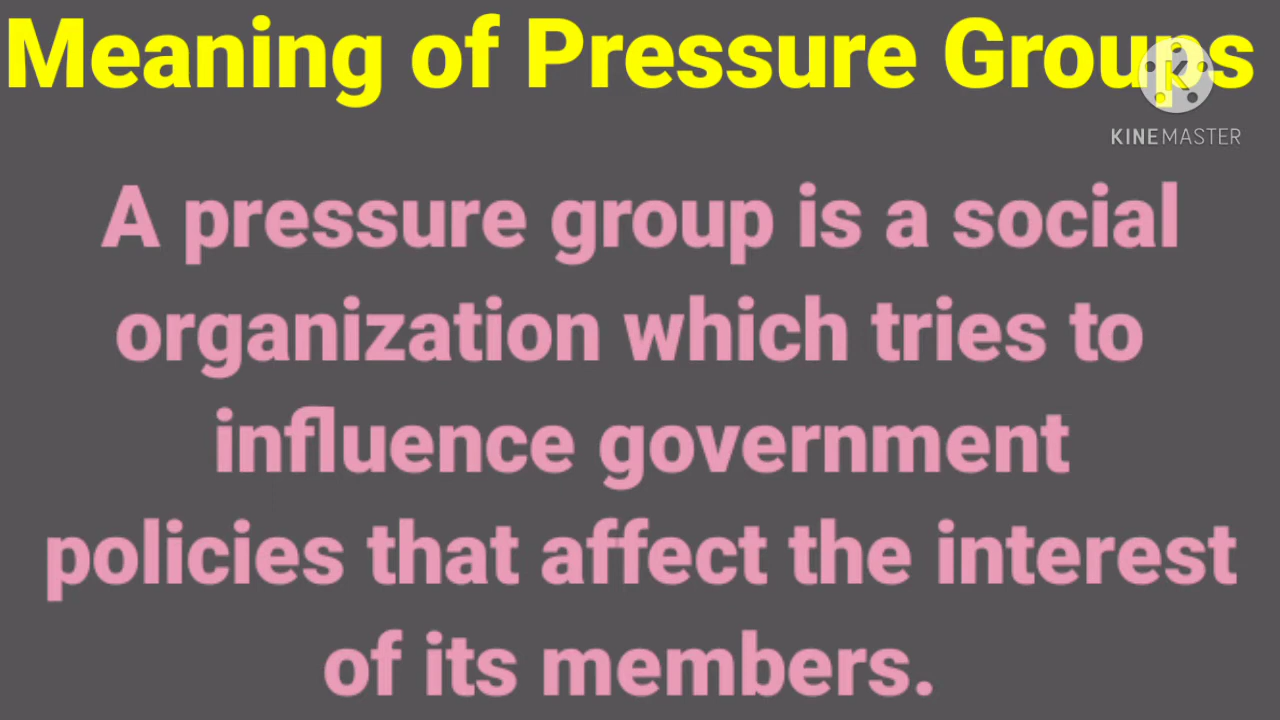 Meaning of Pressure Groups
K
KINEMASTER
A pressure group is a social
organization which tries to
influence government
policies that affect the interest
of its members.